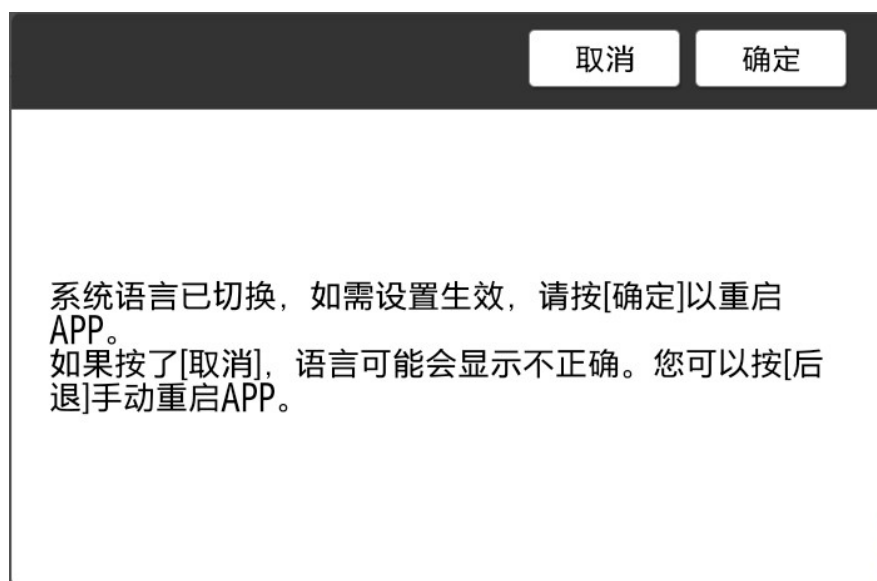 取消 确定
系统语言已切换，如需设置生效，请按[确定]以重启
APP。
如果按了[取消]，语言可能会显示不正确。您可以按[后
退]手动重启APP。